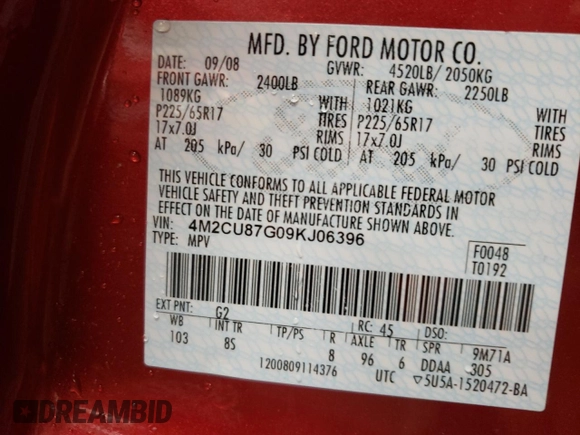 MFD. BY FORD MOTOR CO.
DATE: 09/08 GVWR: 4520LB/ 2050KG
FRONT GAWR: 2400LB REAR GAWR: 2250LB
1089KG WITH 1021KG WITH
P225/65R17 TIRES P225/65R17 TIRES
17x7.0J RIMS 17x7.0J RIMS
AT 205 kPa/ 30 PSI COLD AT 205 kPa/ 30 PSI COLD
THIS VEHICLE CONFORMS TO ALL APPLICABLE FEDERAL MOTOR
VEHICLE SAFETY AND THEFT PREVENTION STANDARDS IN
EFFECT ON THE DATE OF MANUFACTURE SHOWN ABOVE.
VIN: 4M2CU87G09KJ06396 F0048
TYPE: MPV T0192
EXT PNT: G2 RC: 45 DSO:
WB INT TR TP/PS R AXLE TR SPR 9M71A
103 8S 8 96 6 DDAA 305
1200809114376 UTC ▽5U5A-1520472-BA
DREAMBID